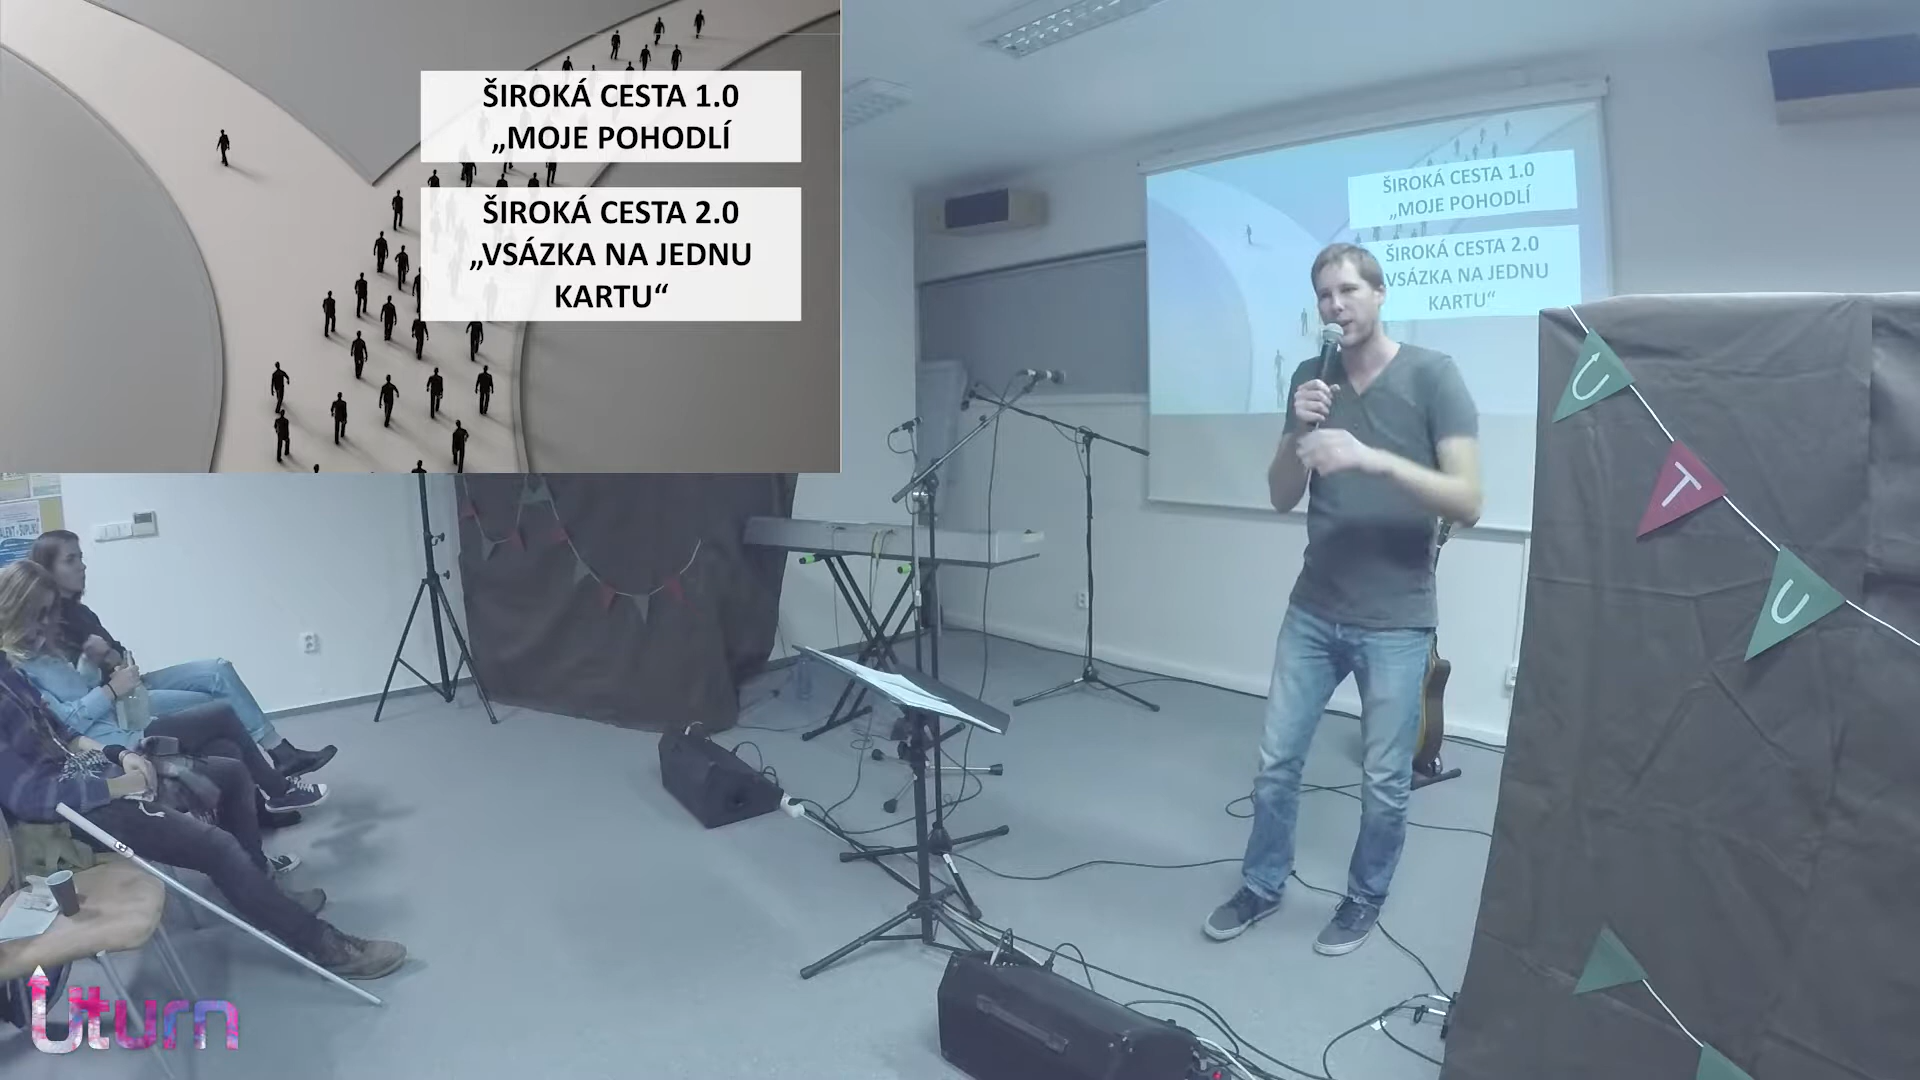 ŠIROKÁ CESTA 1.0
„MOJE POHODLÍ
ŠIROKÁ CESTA 2.0
„VSÁZKA NA JEDNU
KARTU“
ŠIROKÁ CESTA 1.0
„MOJE POHODLÍ
ŠIROKÁ CESTA 2.0
VSÁZKA NA JEDNU
KARTU“
U
T
U
Uturn